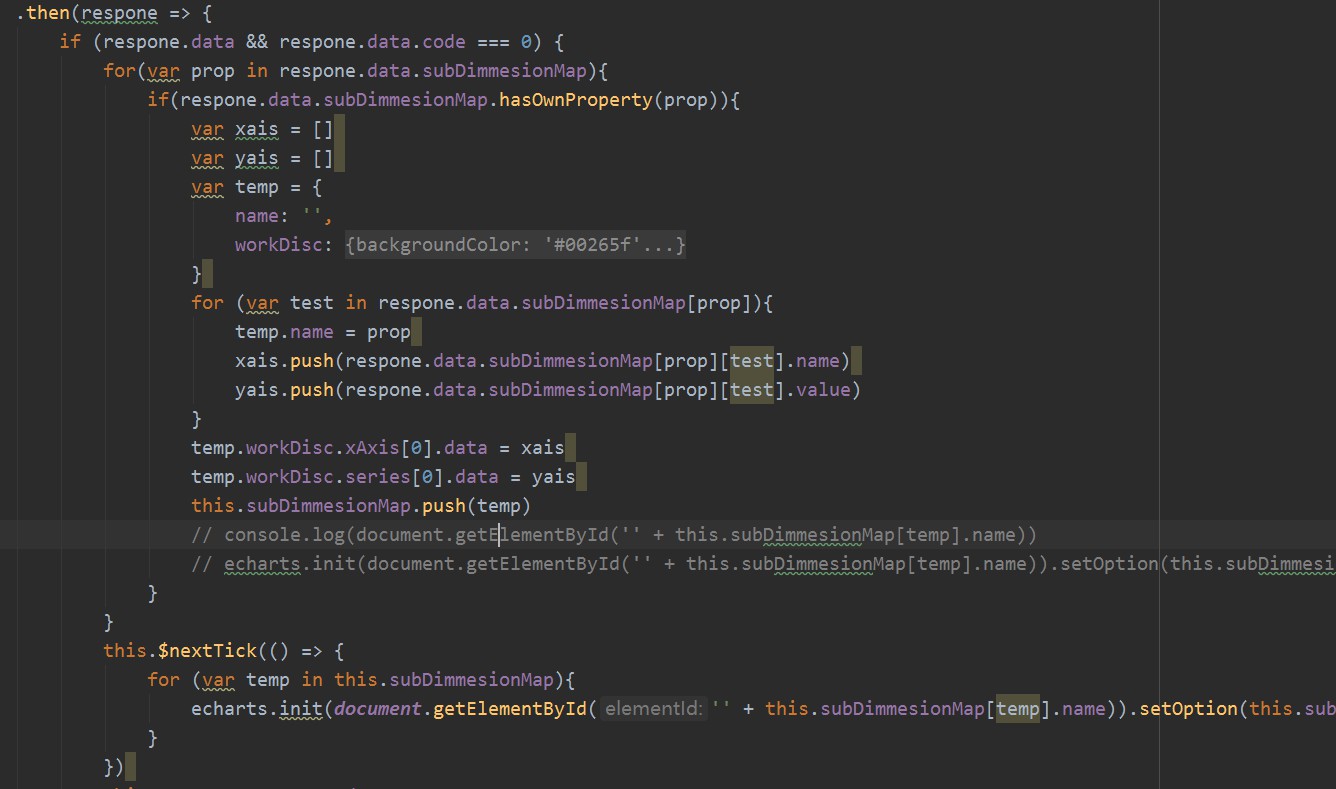 .then(respone => {
if (respone.data && respone.data.code === 0) {
for(var prop in respone.data.subDimmesionMap){
if(respone.data.subDimmesionMap.hasOwnProperty(prop)){
var xais = []
var yais = []
var temp = {
name: '',
workDisc: {backgroundColor: '#00265f'...}
}
for (var test in respone.data.subDimmesionMap[prop]){
temp.name = prop
xais.push(respone.data.subDimmesionMap[prop][test].name)
yais.push(respone.data.subDimmesionMap[prop][test].value)
}
temp.workDisc.xAxis[0].data = xais
temp.workDisc.series[0].data = yais
this.subDimmesionMap.push(temp)
// console.log(document.getElementById('' + this.subDimmesionMap[temp].name))
// echarts.init(document.getElementById('' + this.subDimmesionMap[temp].name)).setOption(this.subDimmesi
}
}
this.$nextTick(() => {
for (var temp in this.subDimmesionMap){
echarts.init(document.getElementById( elementId: '' + this.subDimmesionMap[temp].name)).setOption(this.sub
}
})